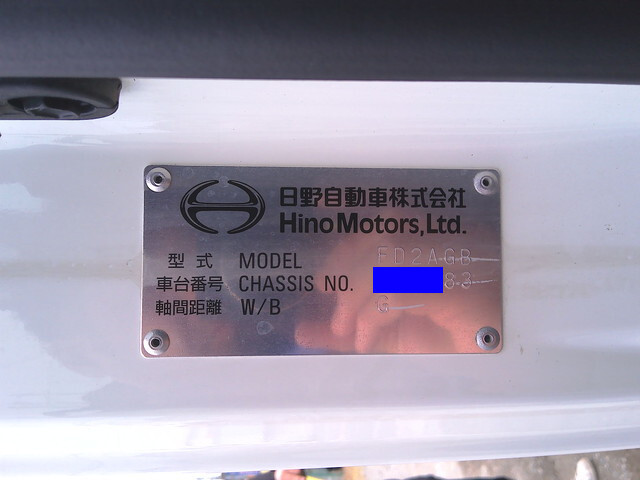 日野自動車株式会社
Hino Motors, Ltd.
型式 MODEL FD2AGB
車台番号 CHASSIS NO. 83
軸間距離 W/B G